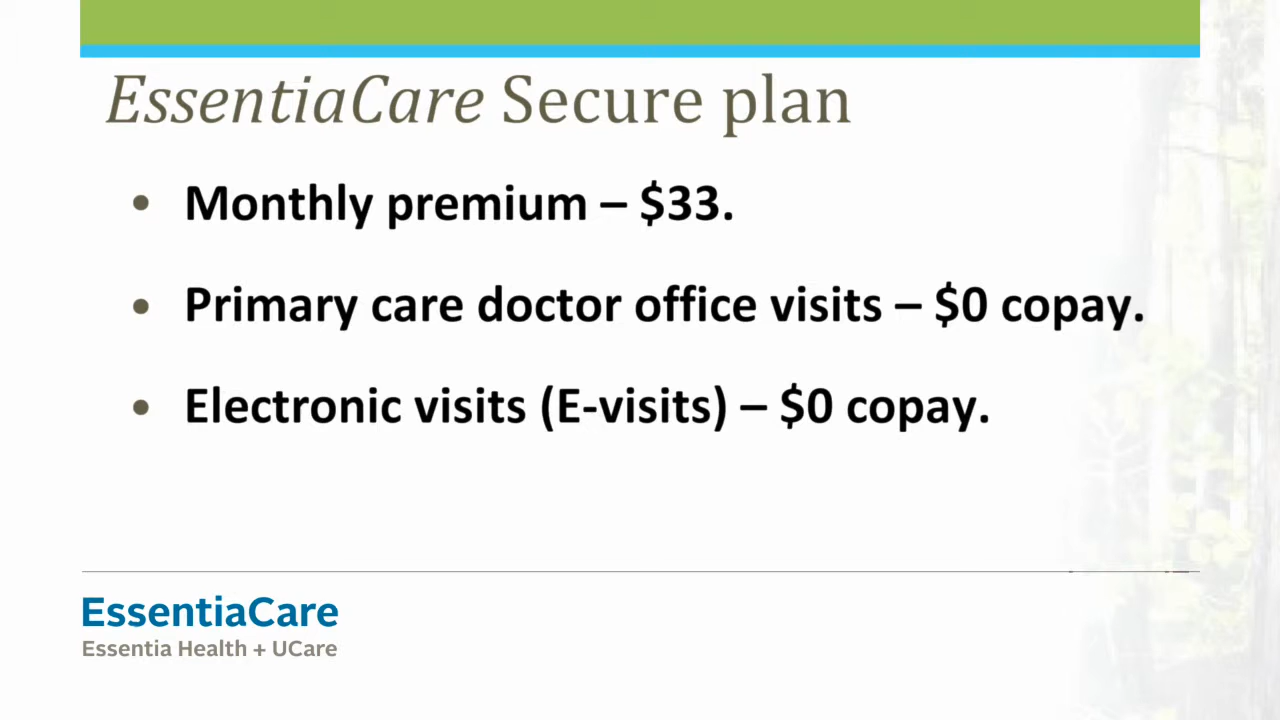 EssentiaCare Secure plan
• Monthly premium – $33.
• Primary care doctor office visits – $0 copay.
• Electronic visits (E-visits) – $0 copay.
EssentiaCare
Essentia Health + UCare